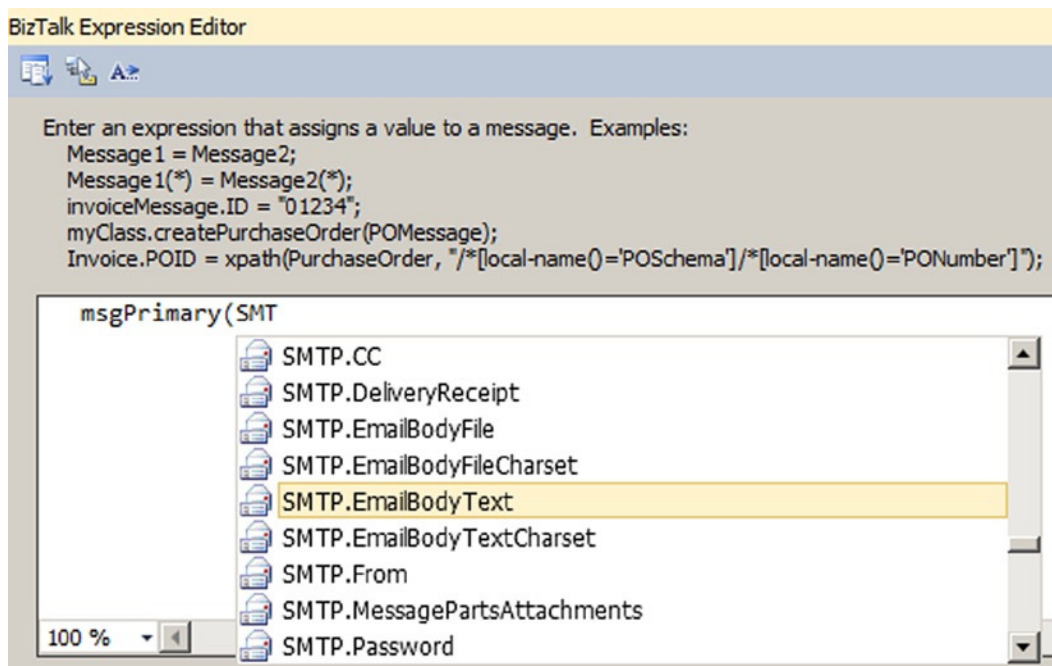 BizTalk Expression Editor
A
Enter an expression that assigns a value to a message. Examples:
Message1 = Message2;
Message1(*) = Message2(*);
invoiceMessage.ID = "01234";
myClass.createPurchaseOrder(POMessage);
Invoice.POID = xpath(PurchaseOrder, "/*[local-name()='POSchema']/*[local-name()='PONumber']");
msgPrimary(SMT
SMTP.CC
SMTP.DeliveryReceipt
SMTP.EmailBodyFile
SMTP.EmailBodyFileCharset
SMTP.EmailBodyText
SMTP.EmailBodyTextCharset
SMTP.From
SMTP.MessagePartsAttachments
SMTP.Password
100 %